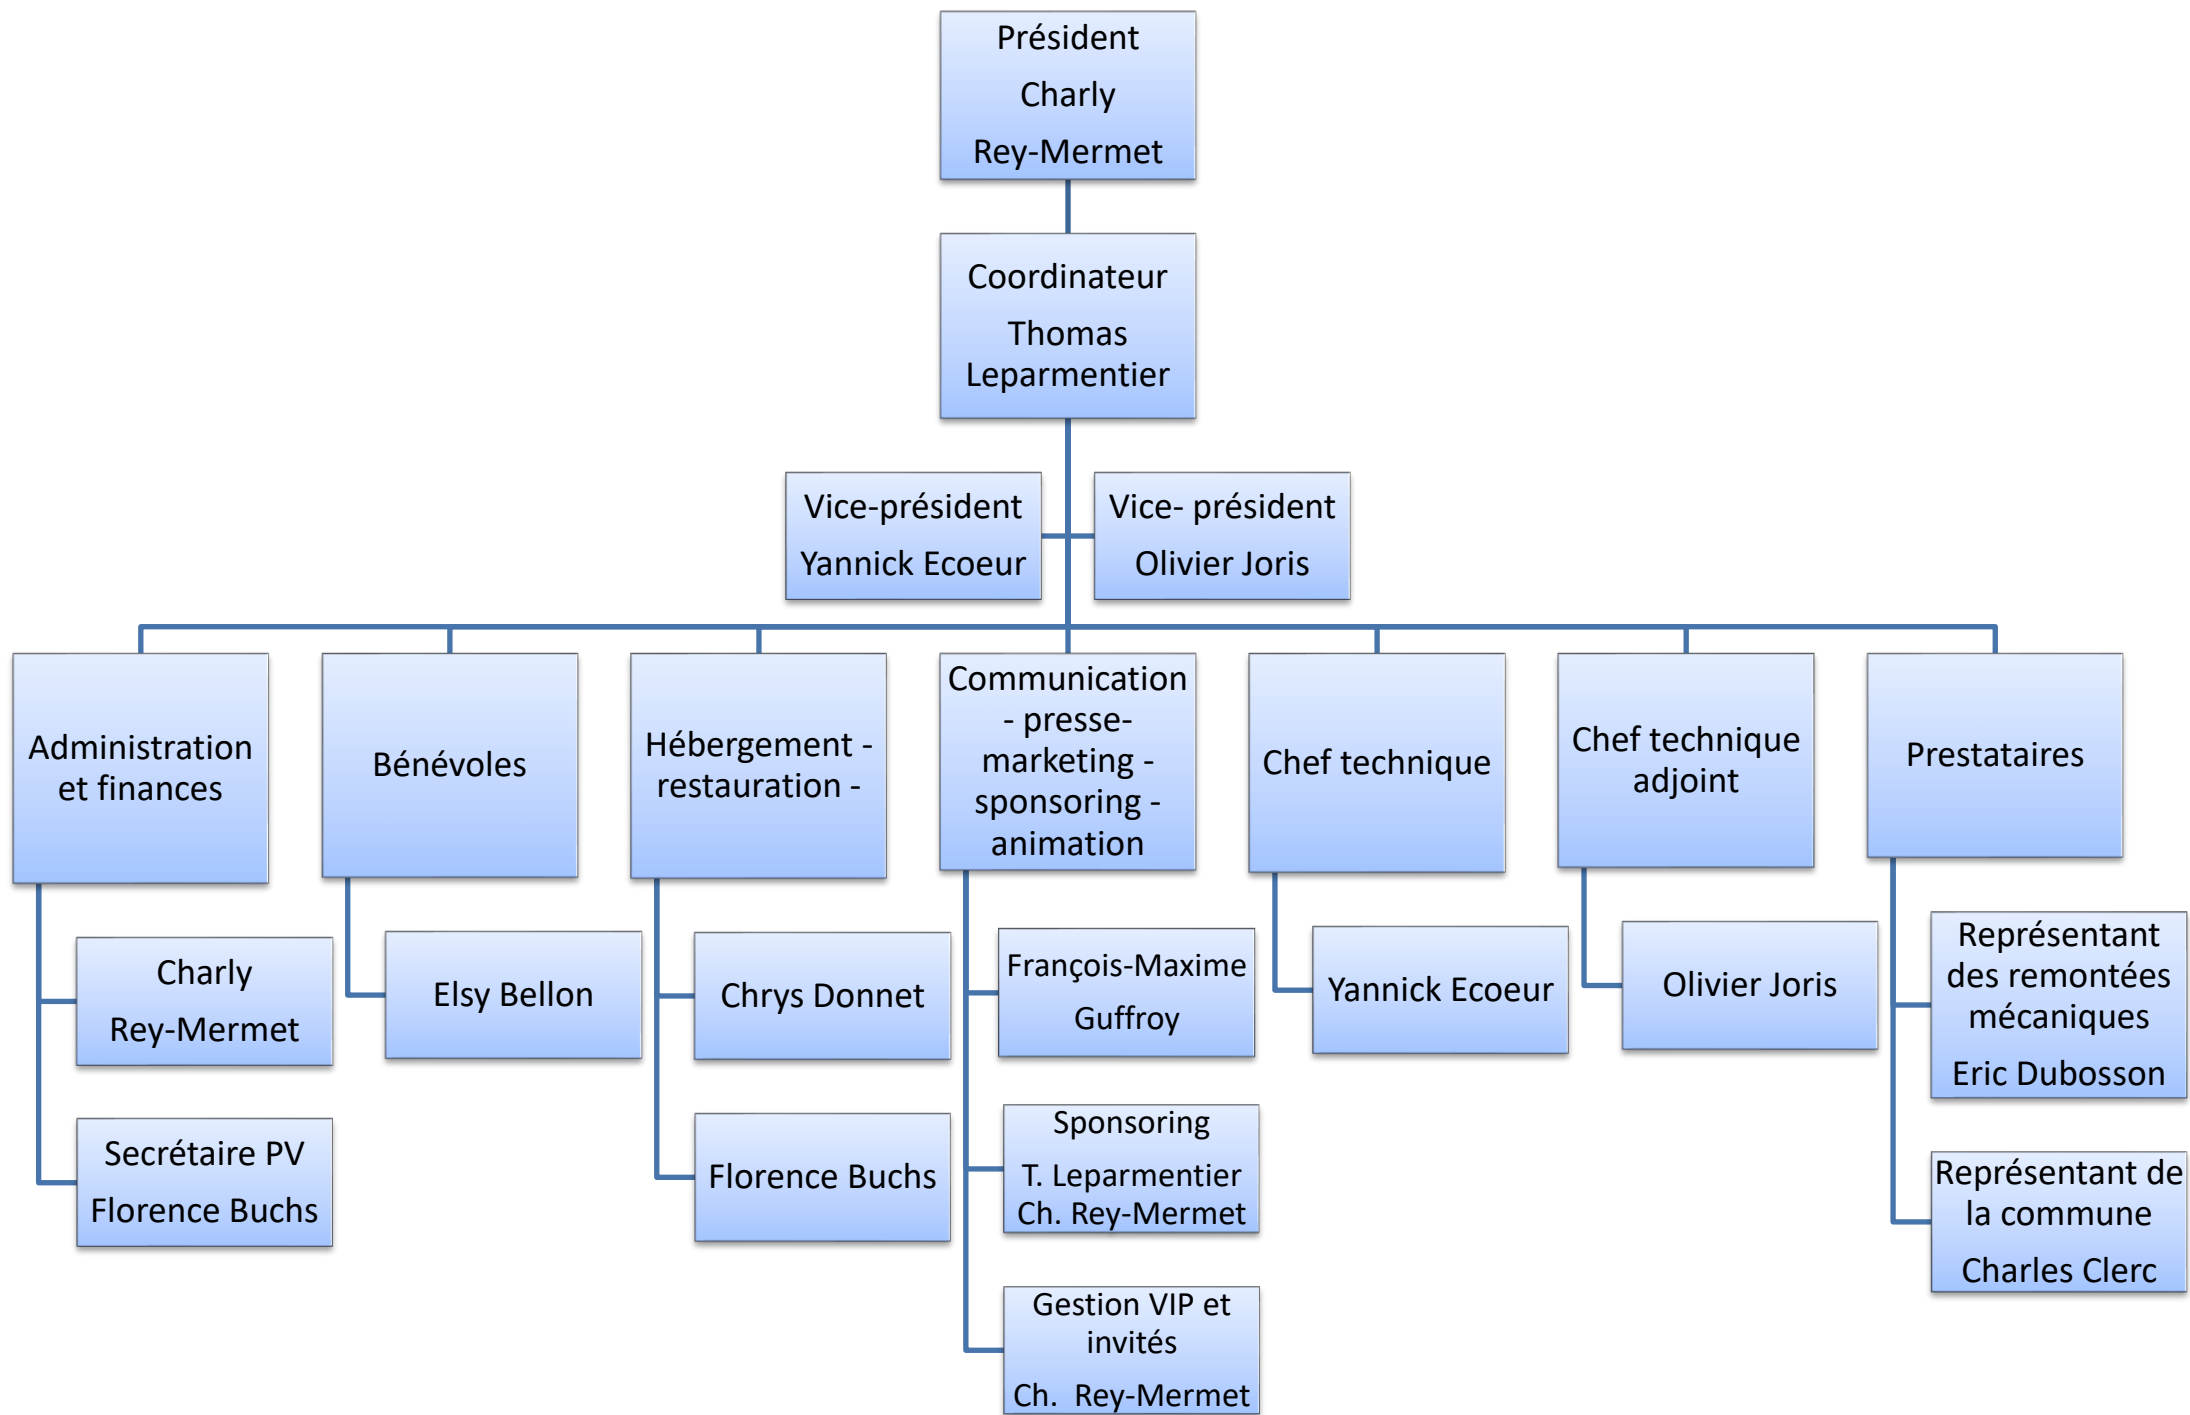 Président
Charly
Rey-Mermet
Coordinateur
Thomas
Leparmentier
Vice-président
Yannick Ecoeur
Vice- président
Olivier Joris
Administration
et finances
Bénévoles
Hébergement -
restauration -
Communication
- presse-
marketing -
sponsoring -
animation
Chef technique
Chef technique
adjoint
Prestataires
Charly
Rey-Mermet
Secrétaire PV
Florence Buchs
Elsy Bellon
Chrys Donnet
Florence Buchs
François-Maxime
Guffroy
Sponsoring
T. Leparmentier
Ch. Rey-Mermet
Gestion VIP et
invités
Ch.  Rey-Mermet
Yannick Ecoeur
Olivier Joris
Représentant
des remontées
mécaniques
Eric Dubosson
Représentant de
la commune
Charles Clerc